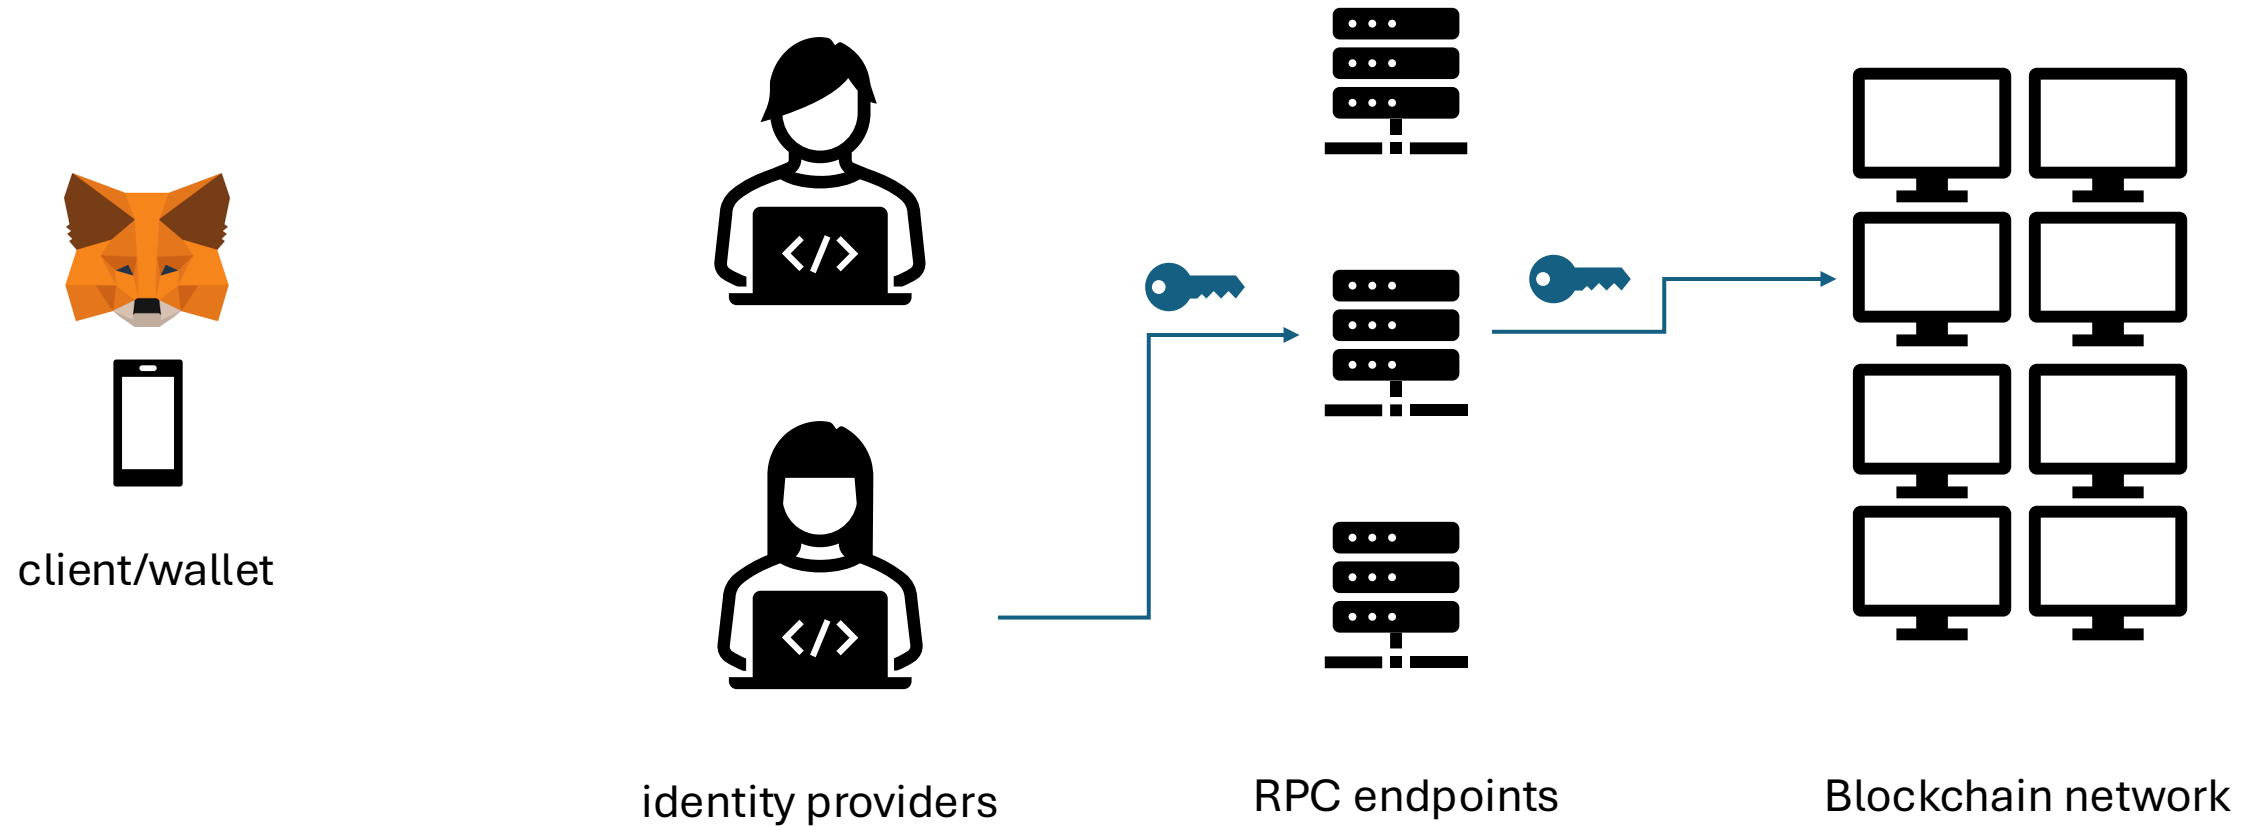 client/wallet
identity providers
RPC endpoints
Blockchain network